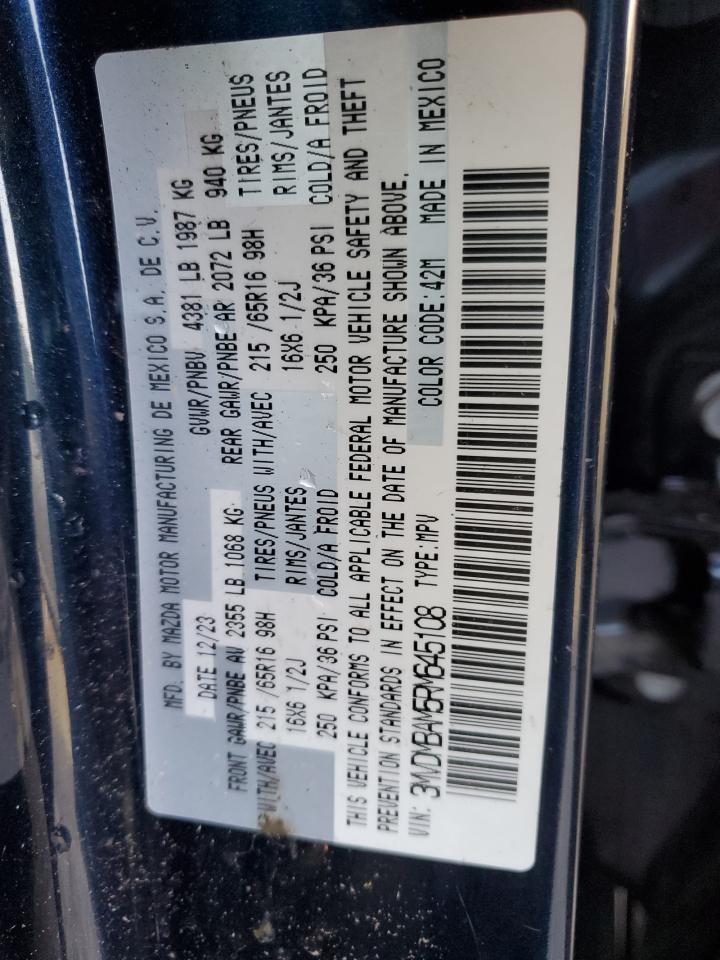 MFD. BY MAZDA MOTOR MANUFACTURING DE MEXICO S.A. DE C.V.
DATE 12/23 GVWR/PNBV 4381 LB 1987 KG
FRONT GAWR/PNBE AV 2355 LB 1068 KG REAR GAWR/PNBE AR 2072 LB 940 KG
WITH/AVEC 215 /65R16 98H TIRES/PNEUS WITH/AVEC 215 /65R16 98H TIRES/PNEUS
16X6 1/2J RIMS/JANTES 16X6 1/2J RIMS/JANTES
250 KPA/36 PSI COLD/A FROID 250 KPA/36 PSI COLD/A FROID
THIS VEHICLE CONFORMS TO ALL APPLICABLE FEDERAL MOTOR VEHICLE SAFETY AND THEFT
PREVENTION STANDARDS IN EFFECT ON THE DATE OF MANUFACTURE SHOWN ABOVE.
VIN: 3MVDMBAM5RM645108 TYPE:MPV COLOR CODE:42M MADE IN MEXICO